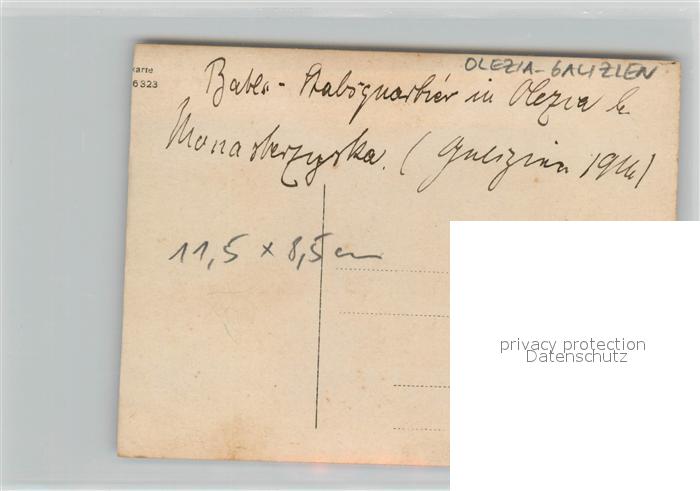 karte
6323
OLEZIA-GALIZIEN
Stabsquartier in Olezia b
Monasterzyska. (Galizien 1916)
11,5 x 8,5 cm
privacy protection
Datenschutz